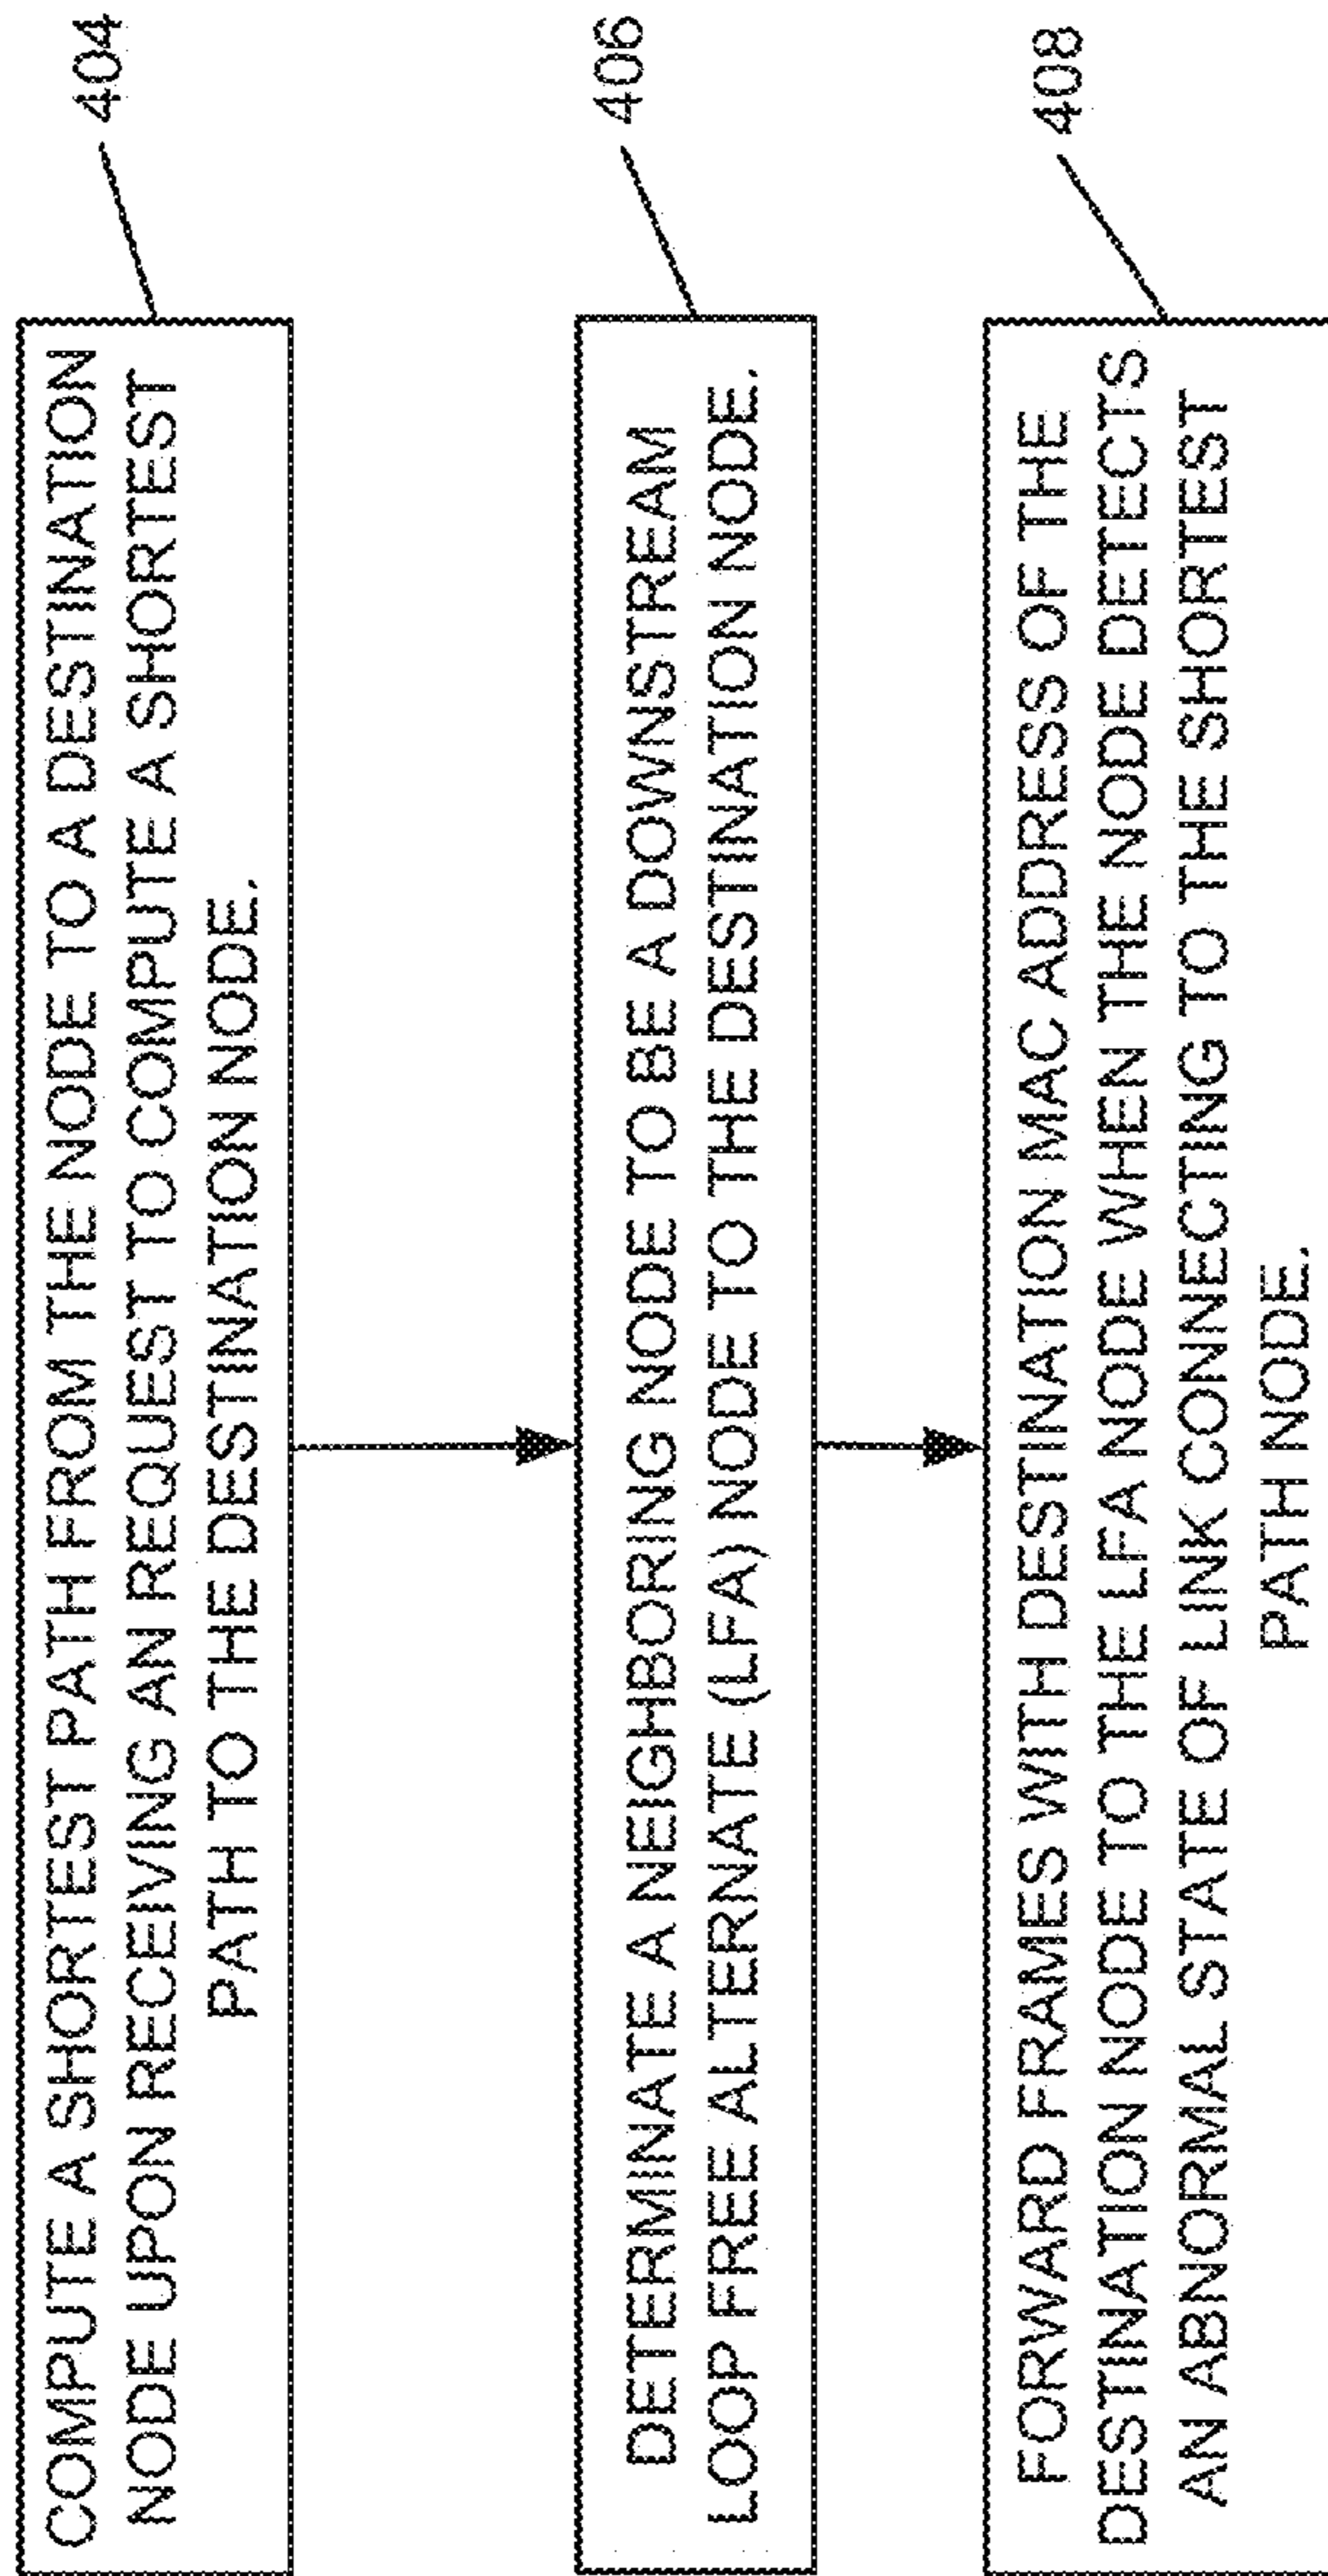 COMPUTE A SHORTEST PATH FROM THE NODE TO A DESTINATION
NODE UPON RECEIVING AN REQUEST TO COMPUTE A SHORTEST
PATH TO THE DESTINATION NODE.
404
DETERMINATE A NEIGHBORING NODE TO BE A DOWNSTREAM
LOOP FREE ALTERNATE (LFA) NODE TO THE DESTINATION NODE.
406
FORWARD FRAMES WITH DESTINATION MAC ADDRESS OF THE
DESTINATION NODE TO THE LFA NODE WHEN THE NODE DETECTS
AN ABNORMAL STATE OF LINK CONNECTING TO THE SHORTEST
PATH NODE.
408